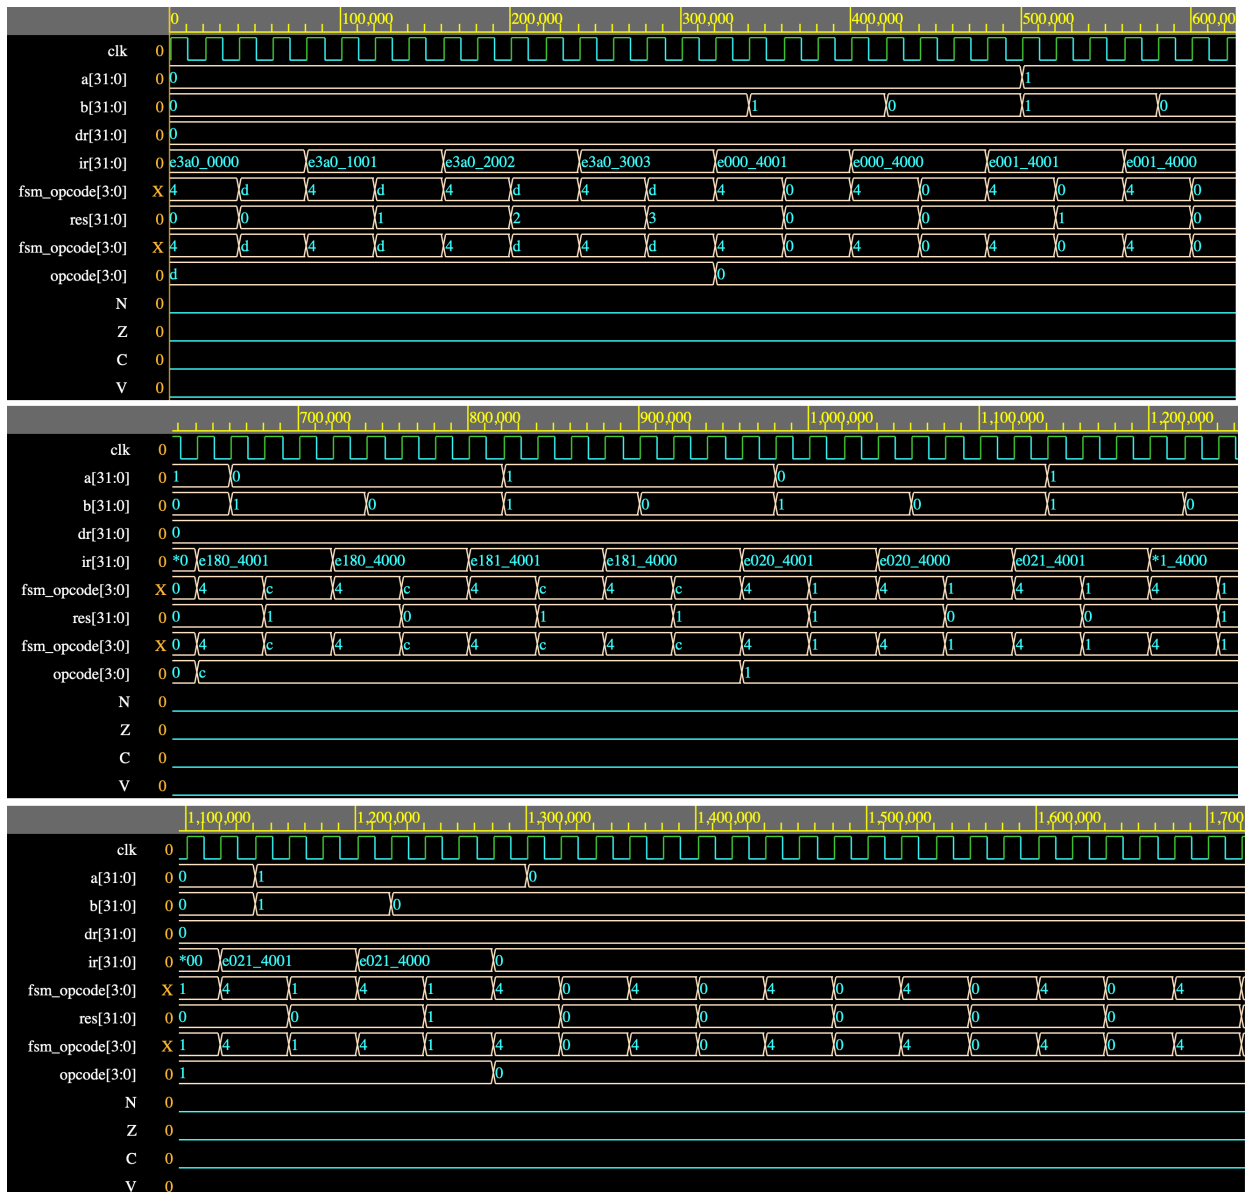 0 100,000 200,000 300,000 400,000 500,000 600,00
clk 0
a[31:0] 0 0 1
b[31:0] 0 0 1 0 1 0
dr[31:0] 0 0
ir[31:0] 0 e3a0_0000 e3a0_1001 e3a0_2002 e3a0_3003 e000_4001 e000_4000 e001_4001 e001_4000
fsm_opcode[3:0] X 4 d 4 d 4 d 4 d 4 0 4 0 4 0 4 0
res[31:0] 0 0 0 1 2 3 0 0 1 0
fsm_opcode[3:0] X 4 d 4 d 4 d 4 d 4 0 4 0 4 0 4 0
opcode[3:0] 0 d 0
N 0
Z 0
C 0
V 0
700,000 800,000 900,000 1,000,000 1,100,000 1,200,000
clk 0
a[31:0] 0 1 0 1 0 1
b[31:0] 0 0 1 0 1 0 1 0 1 0
dr[31:0] 0 0
ir[31:0] 0 *0 e180_4001 e180_4000 e181_4001 e181_4000 e020_4001 e020_4000 e021_4001 *1_4000
fsm_opcode[3:0] X 0 4 c 4 c 4 c 4 c 4 1 4 1 4 1 4 1
res[31:0] 0 0 1 0 1 1 1 0 0 1
fsm_opcode[3:0] X 0 4 c 4 c 4 c 4 c 4 1 4 1 4 1 4 1
opcode[3:0] 0 0 c 1
N 0
Z 0
C 0
V 0
1,100,000 1,200,000 1,300,000 1,400,000 1,500,000 1,600,000 1,700
clk 0
a[31:0] 0 0 1 0
b[31:0] 0 0 1 0
dr[31:0] 0 0
ir[31:0] 0 *00 e021_4001 e021_4000 0
fsm_opcode[3:0] X 1 4 1 4 1 4 0 4 0 4 0 4 0 4 0 4
res[31:0] 0 0 0 1 0 0 0 0 0
fsm_opcode[3:0] X 1 4 1 4 1 4 0 4 0 4 0 4 0 4 0 4
opcode[3:0] 0 1 0
N 0
Z 0
C 0
V 0